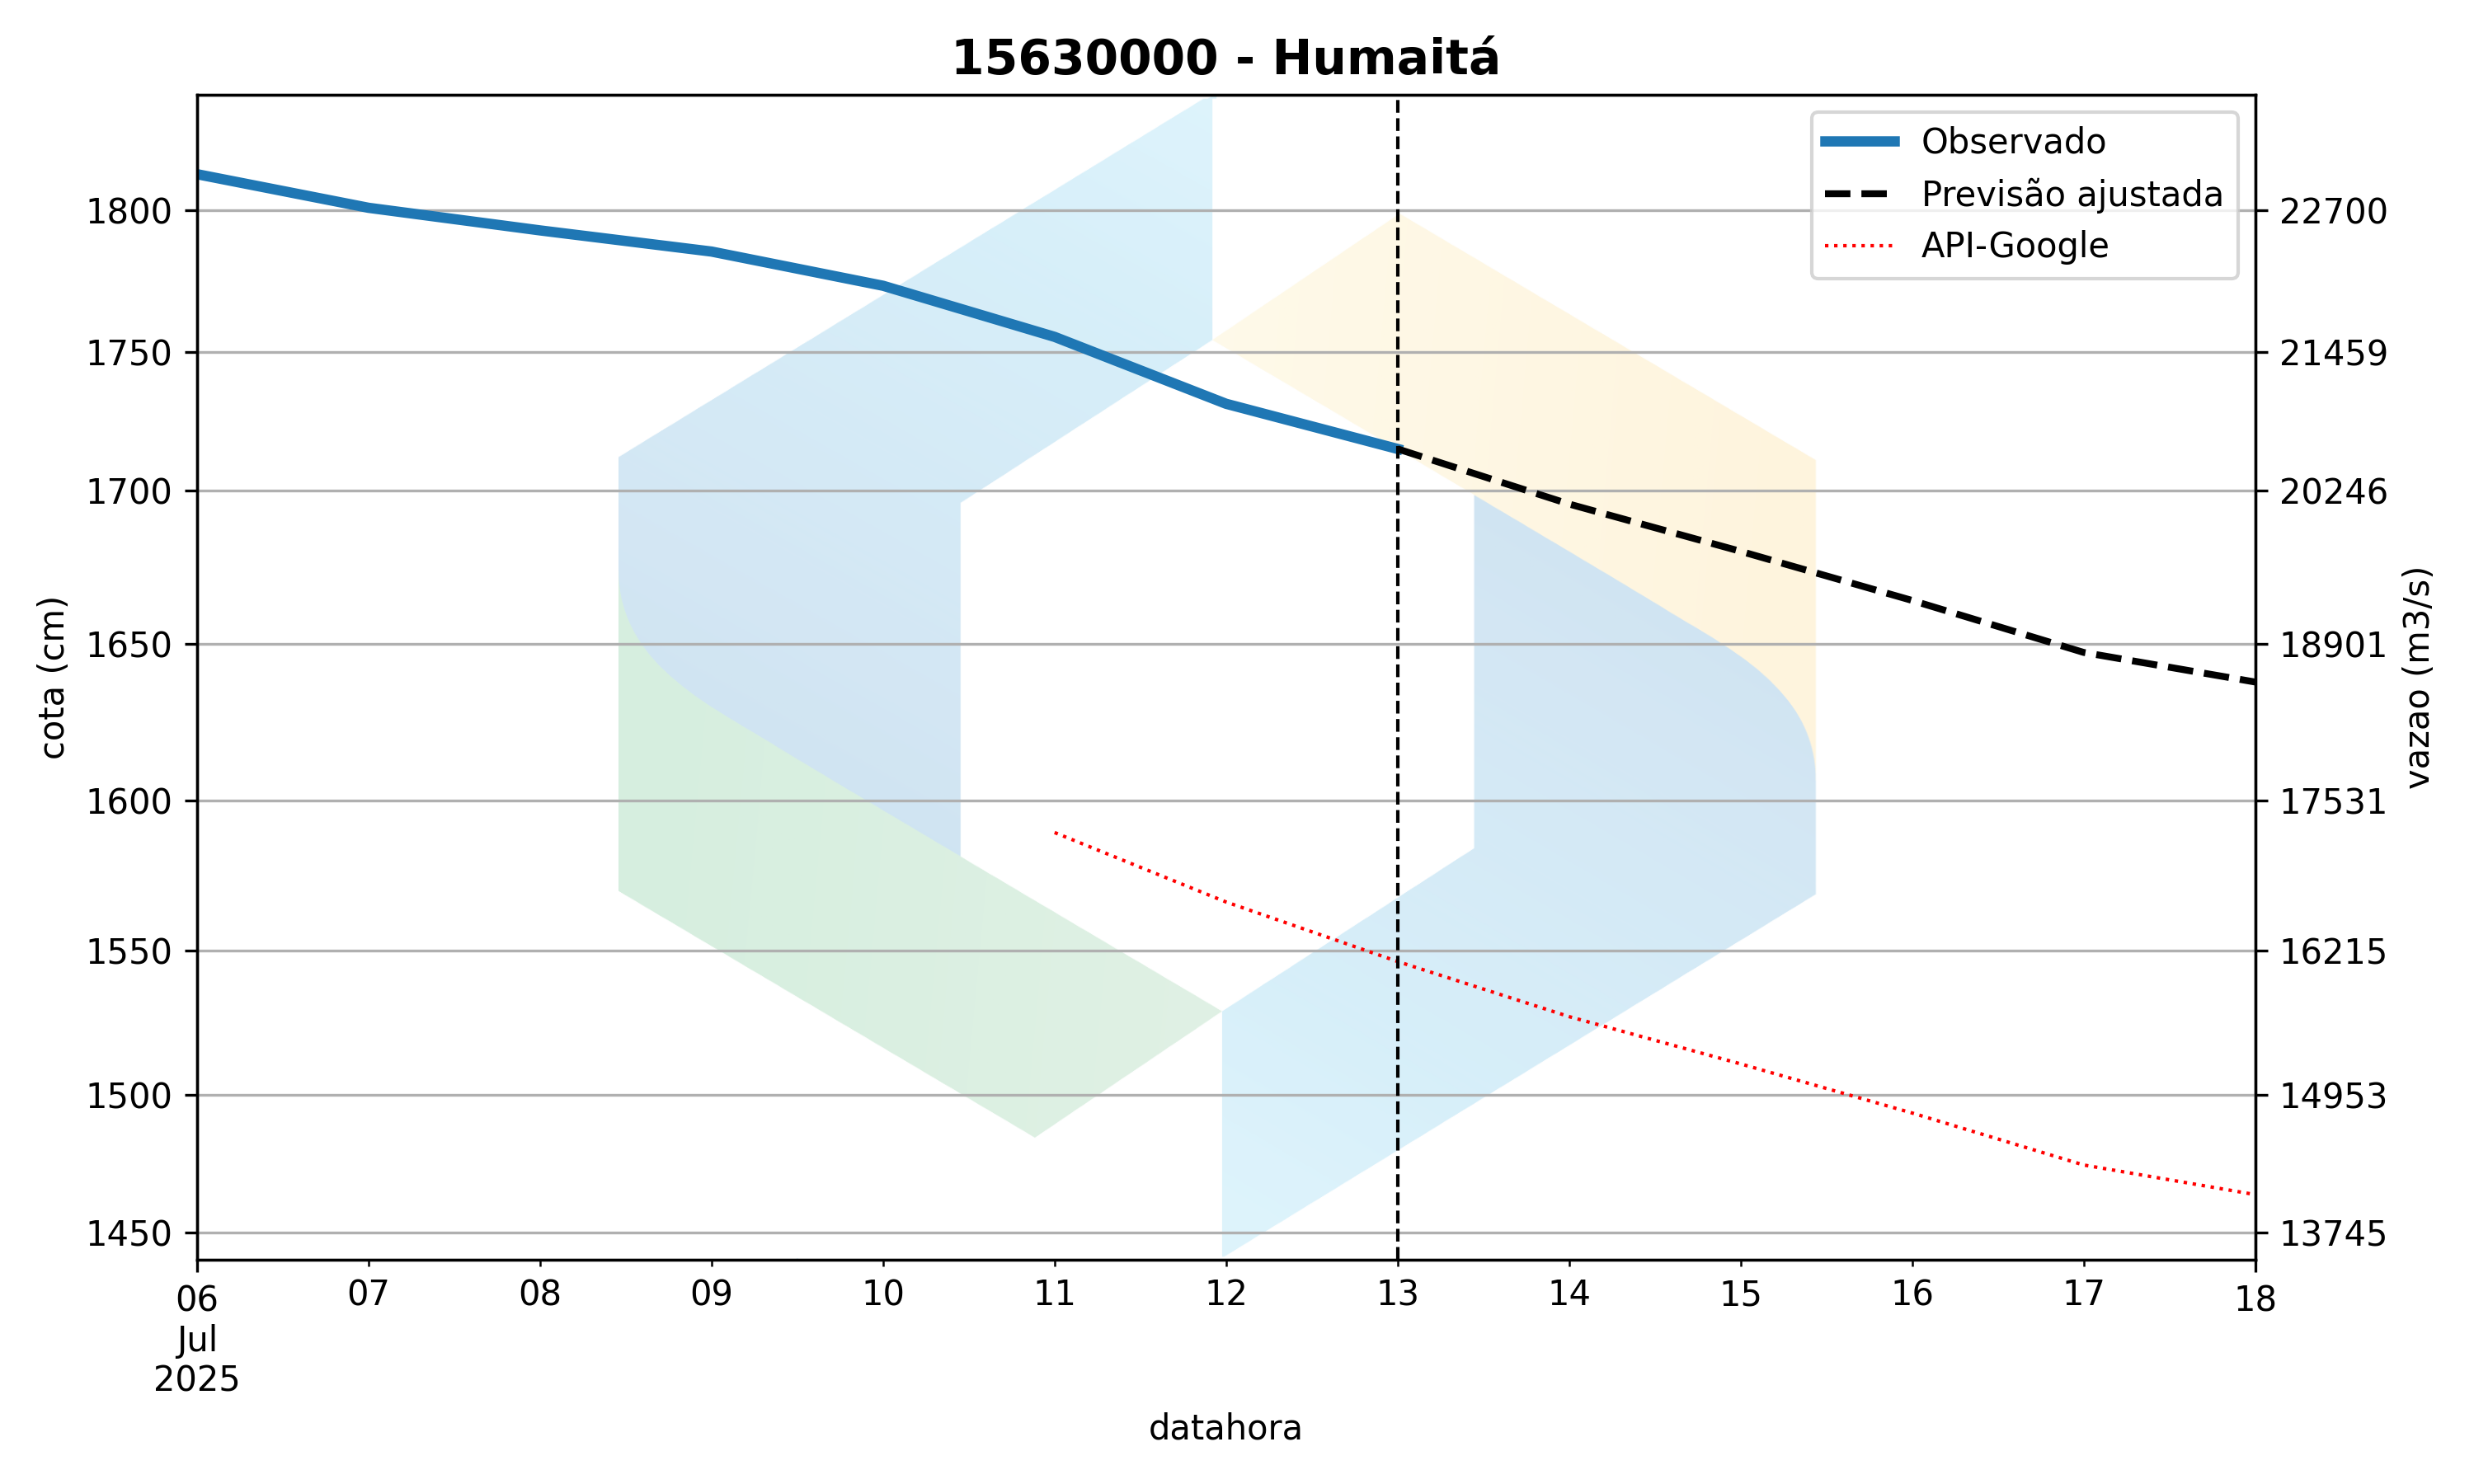 15630000 - Humaitá
Observado
Previsão ajustada
API-Google
cota (cm)
1800
1750
1700
1650
1600
1550
1500
1450
22700
21459
20246
18901
17531
16215
14953
13745
vazao (m3/s)
06 07 08 09 10 11 12 13 14 15 16 17 18
Jul
2025
datahora